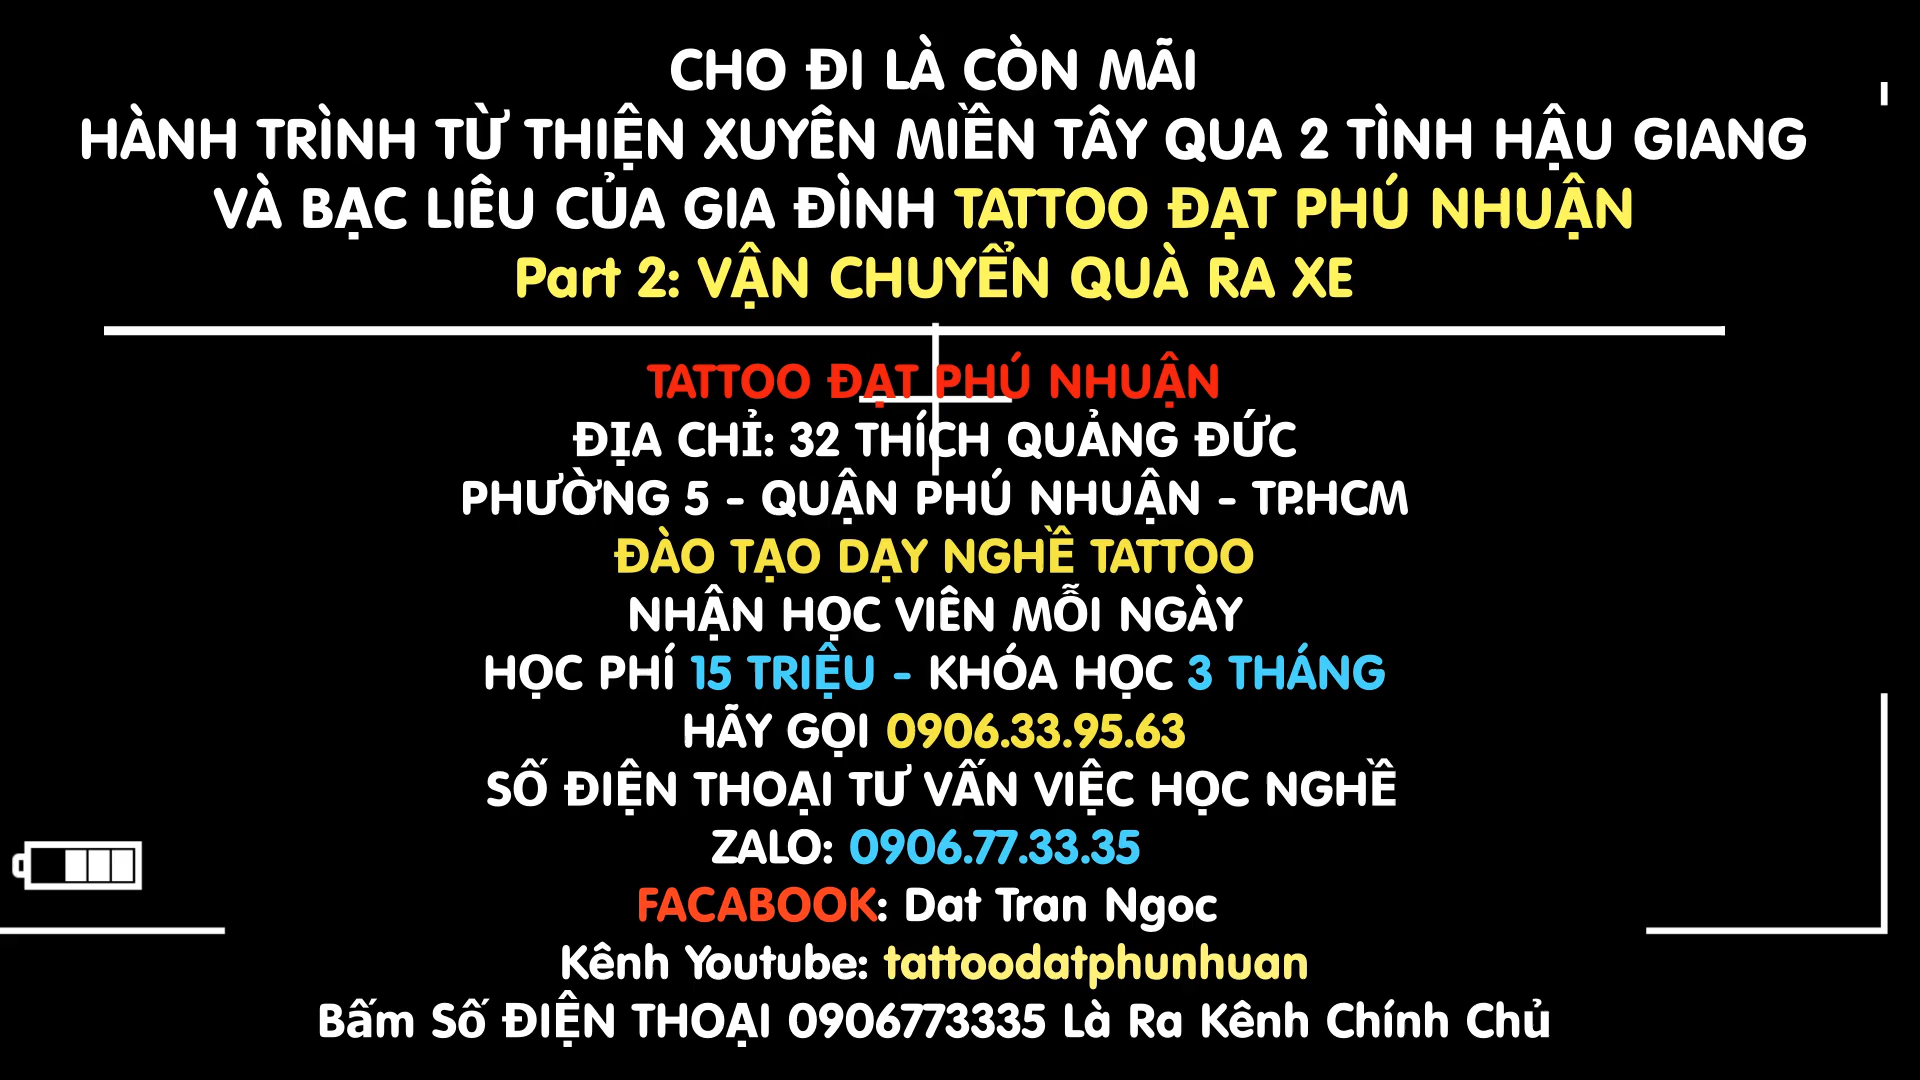 CHO ĐI LÀ CÒN MÃI
HÀNH TRÌNH TỪ THIỆN XUYÊN MIỀN TÂY QUA 2 TÌNH HẬU GIANG
VÀ BẠC LIÊU CỦA GIA ĐÌNH TATTOO ĐẠT PHÚ NHUẬN
Part 2: VẬN CHUYỂN QUÀ RA XE
TATTOO ĐẠT PHÚ NHUẬN
ĐỊA CHỈ: 32 THÍCH QUẢNG ĐỨC
PHƯỜNG 5 - QUẬN PHÚ NHUẬN - TP.HCM
ĐÀO TẠO DẠY NGHỀ TATTOO
NHẬN HỌC VIÊN MỖI NGÀY
HỌC PHÍ 15 TRIỆU - KHÓA HỌC 3 THÁNG
HÃY GỌI 0906.33.95.63
SỐ ĐIỆN THOẠI TƯ VẤN VIỆC HỌC NGHỀ
ZALO: 0906.77.33.35
FACABOOK: Dat Tran Ngoc
Kênh Youtube: tattoodatphunhuan
Bấm Số ĐIỆN THOẠI 0906773335 Là Ra Kênh Chính Chủ